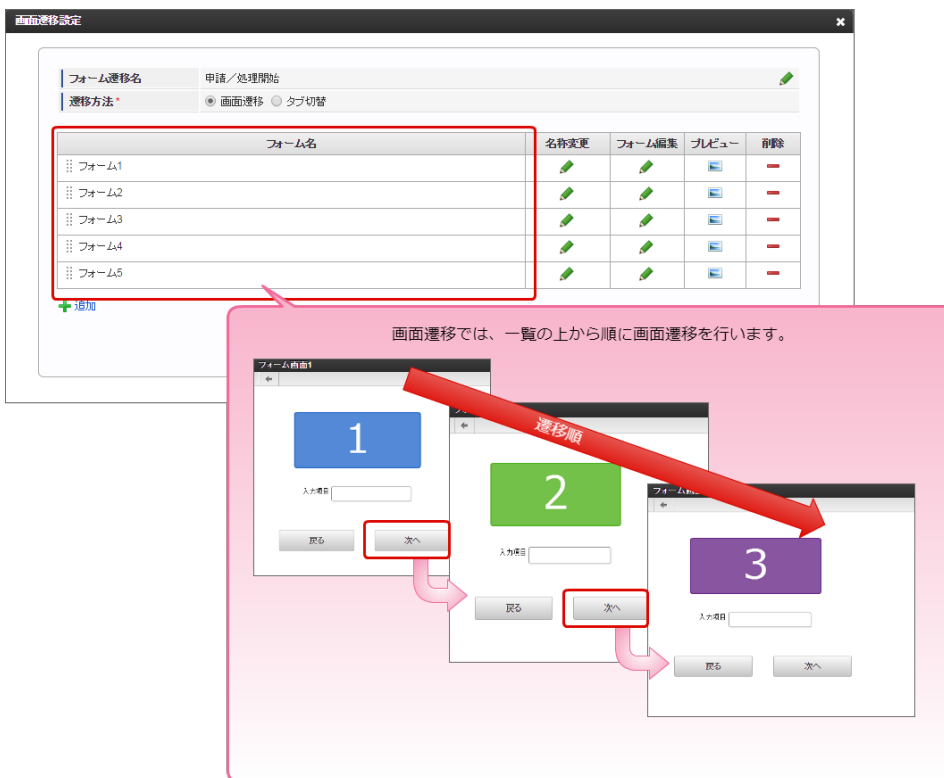 画面遷移設定
フォーム遷移名 申請／処理開始
遷移方法* 画面遷移 タブ切替
フォーム名 名称変更 フォーム編集 プレビュー 削除
フォーム1
フォーム2
フォーム3
フォーム4
フォーム5
追加
画面遷移では、一覧の上から順に画面遷移を行います。
フォーム画面1
1
入力項目
戻る 次へ
遷移順
2
入力項目
戻る 次へ
フォーム画
3
入力項目
戻る 次へ